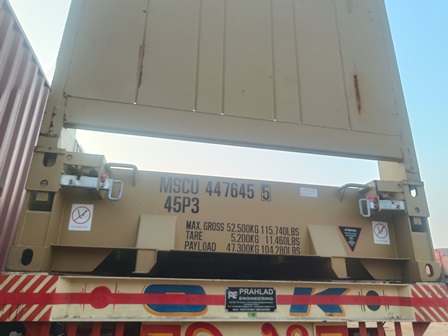 MSCU 447645 5
45P3
MAX. GROSS 52.500KG 115.740LBS
TARE 5.200KG 11.460LBS
PAYLOAD 47.300KG 104.280LBS
PRAHLAD
ENGINEERING
O K